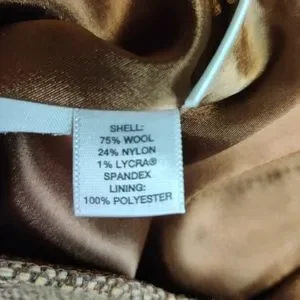 SHELL:
75% WOOL
24% NYLON
1% LYCRA®
SPANDEX
LINING:
100% POLYESTER